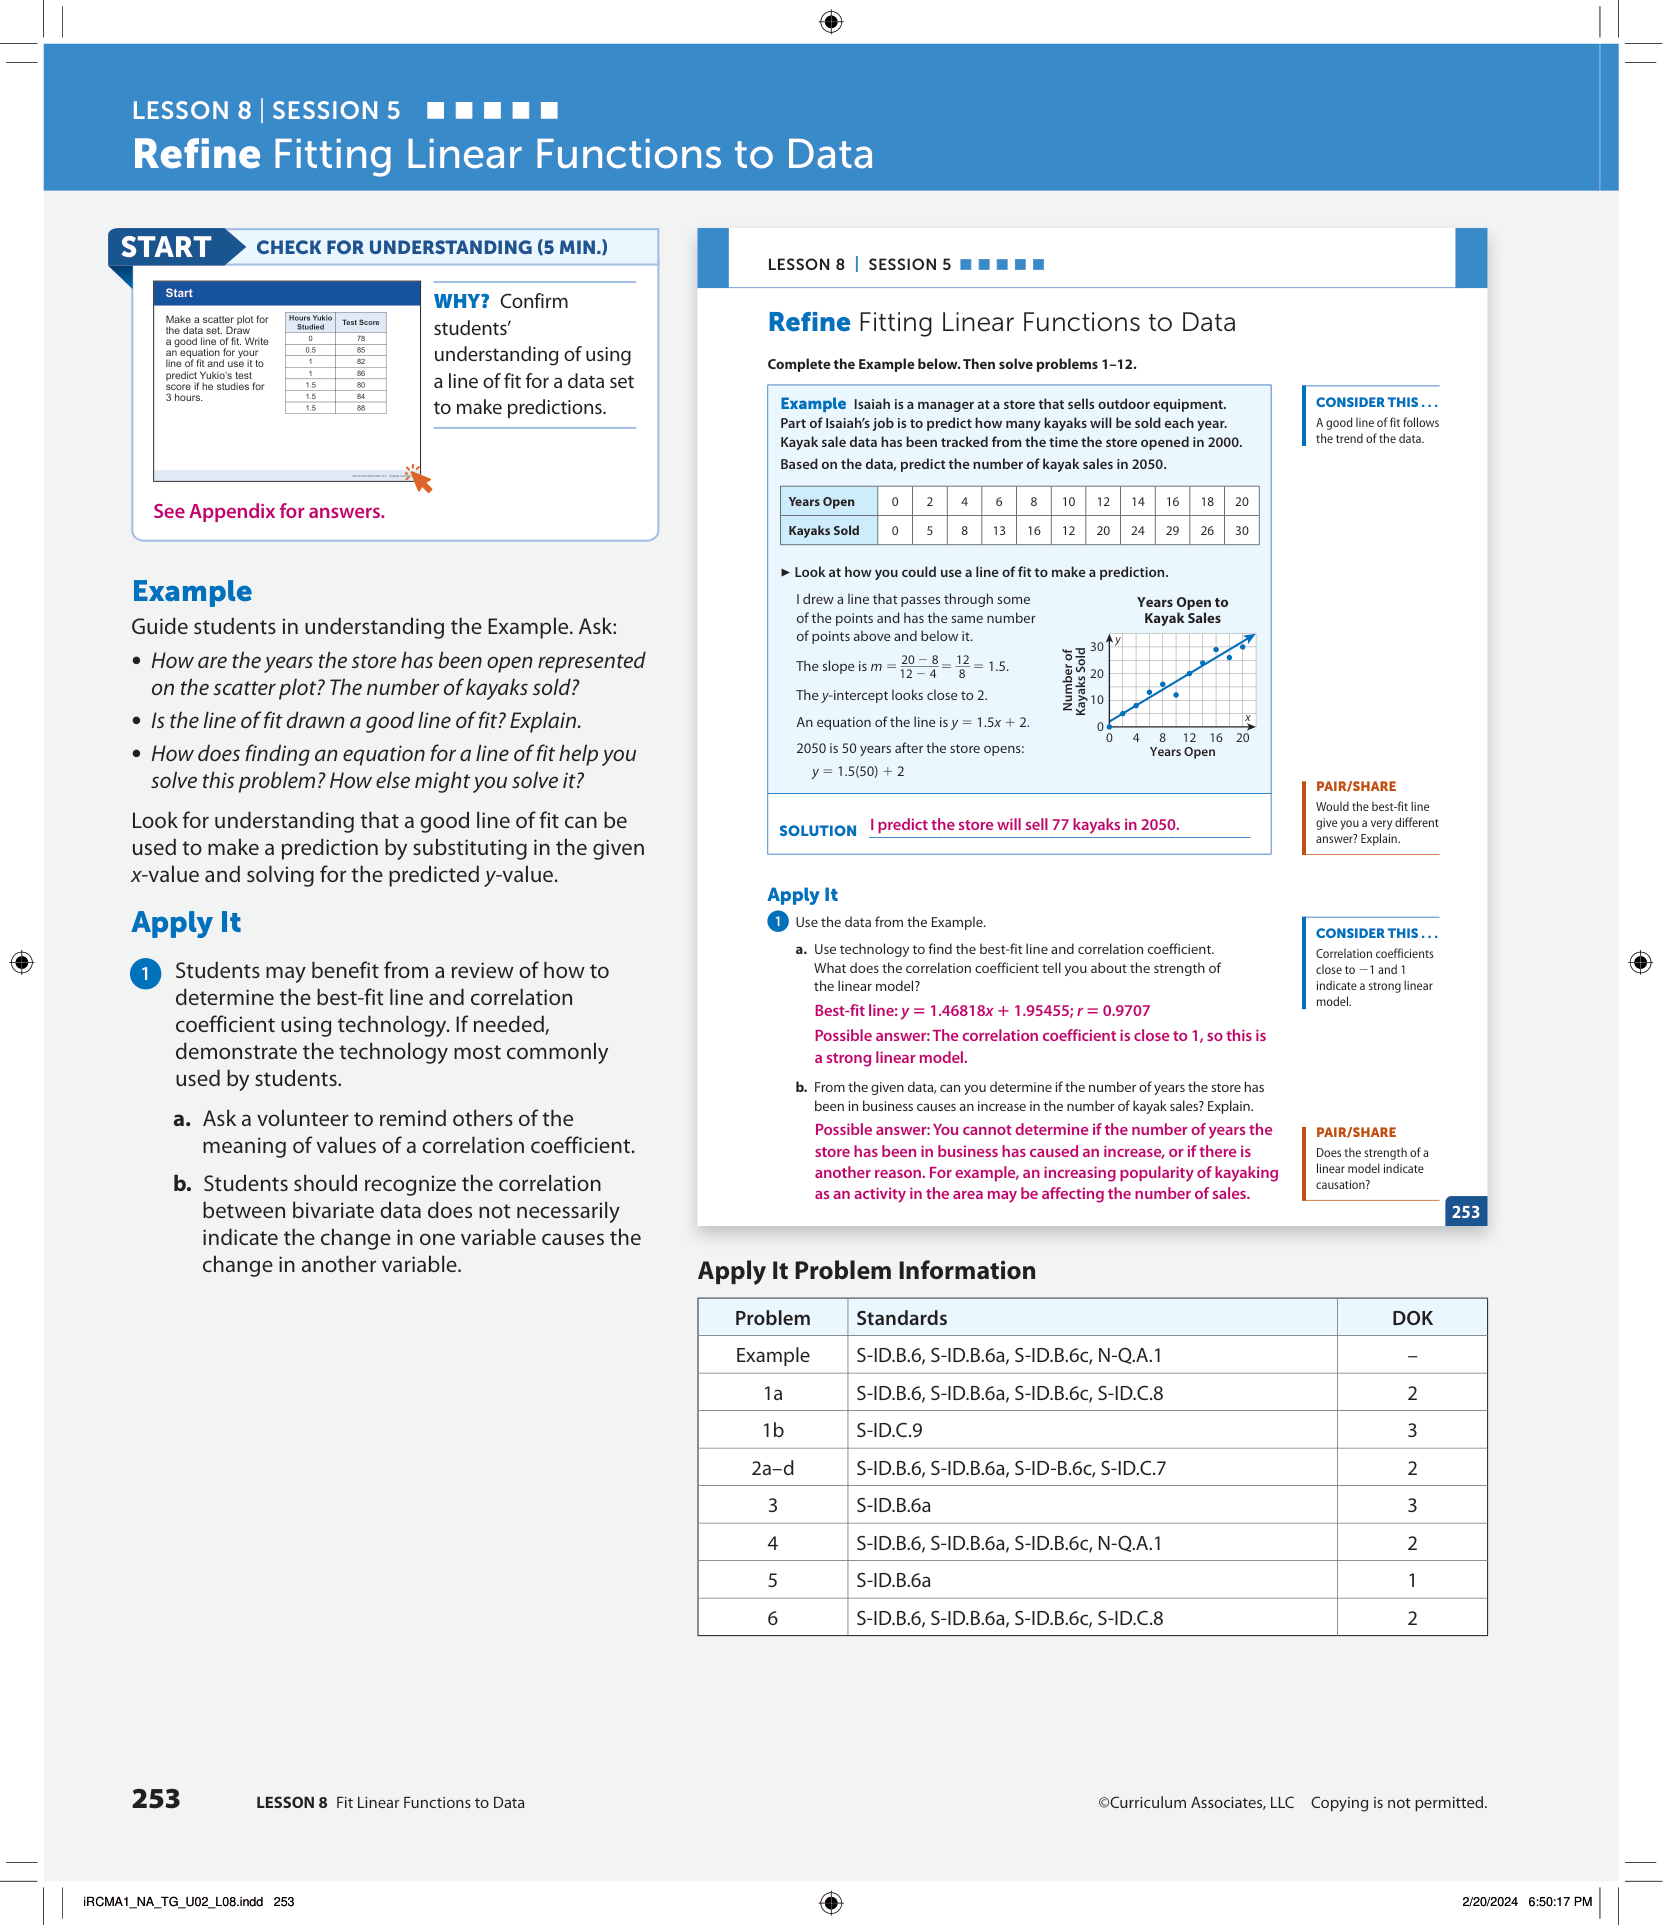 LESSON 8 | SESSION 5
Refine Fitting Linear Functions to Data
START
CHECK FOR UNDERSTANDING (5 MIN.)
Start
Make a scatter plot for
the data set. Draw
a good line of fit. Write
an equation for your
line of fit and use it to
predict Yukio's test
score if he studies for
3 hours.
Hours Yukio Studied | Test Score
0 78
0.5 85
1 82
1 86
1.5 80
1.5 84
1.5 88
WHY? Confirm
students'
understanding of using
a line of fit for a data set
to make predictions.
See Appendix for answers.
Example
Guide students in understanding the Example. Ask:
• How are the years the store has been open represented
on the scatter plot? The number of kayaks sold?
• Is the line of fit drawn a good line of fit? Explain.
• How does finding an equation for a line of fit help you
solve this problem? How else might you solve it?
Look for understanding that a good line of fit can be
used to make a prediction by substituting in the given
x-value and solving for the predicted y-value.
Apply It
1 Students may benefit from a review of how to
determine the best-fit line and correlation
coefficient using technology. If needed,
demonstrate the technology most commonly
used by students.
a. Ask a volunteer to remind others of the
meaning of values of a correlation coefficient.
b. Students should recognize the correlation
between bivariate data does not necessarily
indicate the change in one variable causes the
change in another variable.
LESSON 8 | SESSION 5
Refine Fitting Linear Functions to Data
Complete the Example below. Then solve problems 1–12.
Example Isaiah is a manager at a store that sells outdoor equipment.
Part of Isaiah's job is to predict how many kayaks will be sold each year.
Kayak sale data has been tracked from the time the store opened in 2000.
Based on the data, predict the number of kayak sales in 2050.
Years Open 0 2 4 6 8 10 12 14 16 18 20
Kayaks Sold 0 5 8 13 16 12 20 24 29 26 30
▶ Look at how you could use a line of fit to make a prediction.
I drew a line that passes through some
of the points and has the same number
of points above and below it.
The slope is m = (20 − 8)/(12 − 4) = 12/8 = 1.5.
The y-intercept looks close to 2.
An equation of the line is y = 1.5x + 2.
2050 is 50 years after the store opens:
y = 1.5(50) + 2
Years Open to
Kayak Sales
Number of
Kayaks Sold
y
30
20
10
0
x
0 4 8 12 16 20
Years Open
SOLUTION I predict the store will sell 77 kayaks in 2050.
CONSIDER THIS . . .
A good line of fit follows
the trend of the data.
PAIR/SHARE
Would the best-fit line
give you a very different
answer? Explain.
Apply It
1 Use the data from the Example.
a. Use technology to find the best-fit line and correlation coefficient.
What does the correlation coefficient tell you about the strength of
the linear model?
Best-fit line: y = 1.46818x + 1.95455; r = 0.9707
Possible answer: The correlation coefficient is close to 1, so this is
a strong linear model.
b. From the given data, can you determine if the number of years the store has
been in business causes an increase in the number of kayak sales? Explain.
Possible answer: You cannot determine if the number of years the
store has been in business has caused an increase, or if there is
another reason. For example, an increasing popularity of kayaking
as an activity in the area may be affecting the number of sales.
CONSIDER THIS . . .
Correlation coefficients
close to −1 and 1
indicate a strong linear
model.
PAIR/SHARE
Does the strength of a
linear model indicate
causation?
253
Apply It Problem Information
Problem Standards DOK
Example S-ID.B.6, S-ID.B.6a, S-ID.B.6c, N-Q.A.1 –
1a S-ID.B.6, S-ID.B.6a, S-ID.B.6c, S-ID.C.8 2
1b S-ID.C.9 3
2a–d S-ID.B.6, S-ID.B.6a, S-ID-B.6c, S-ID.C.7 2
3 S-ID.B.6a 3
4 S-ID.B.6, S-ID.B.6a, S-ID.B.6c, N-Q.A.1 2
5 S-ID.B.6a 1
6 S-ID.B.6, S-ID.B.6a, S-ID.B.6c, S-ID.C.8 2
253 LESSON 8 Fit Linear Functions to Data
©Curriculum Associates, LLC Copying is not permitted.
iRCMA1_NA_TG_U02_L08.indd 253
2/20/2024 6:50:17 PM